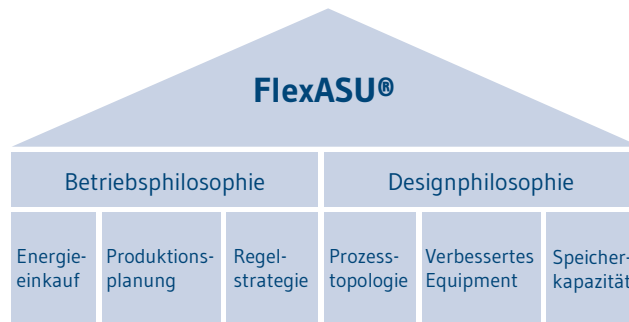 FlexASU®
Betriebsphilosophie
Designphilosophie
Energie-
einkauf
Produktions-
planung
Regel-
strategie
Prozess-
topologie
Verbessertes
Equipment
Speicher-
kapazität